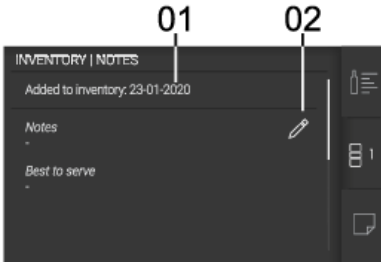 01 02
INVENTORY | NOTES
Added to inventory: 23-01-2020
Notes
-
Best to serve
-
1